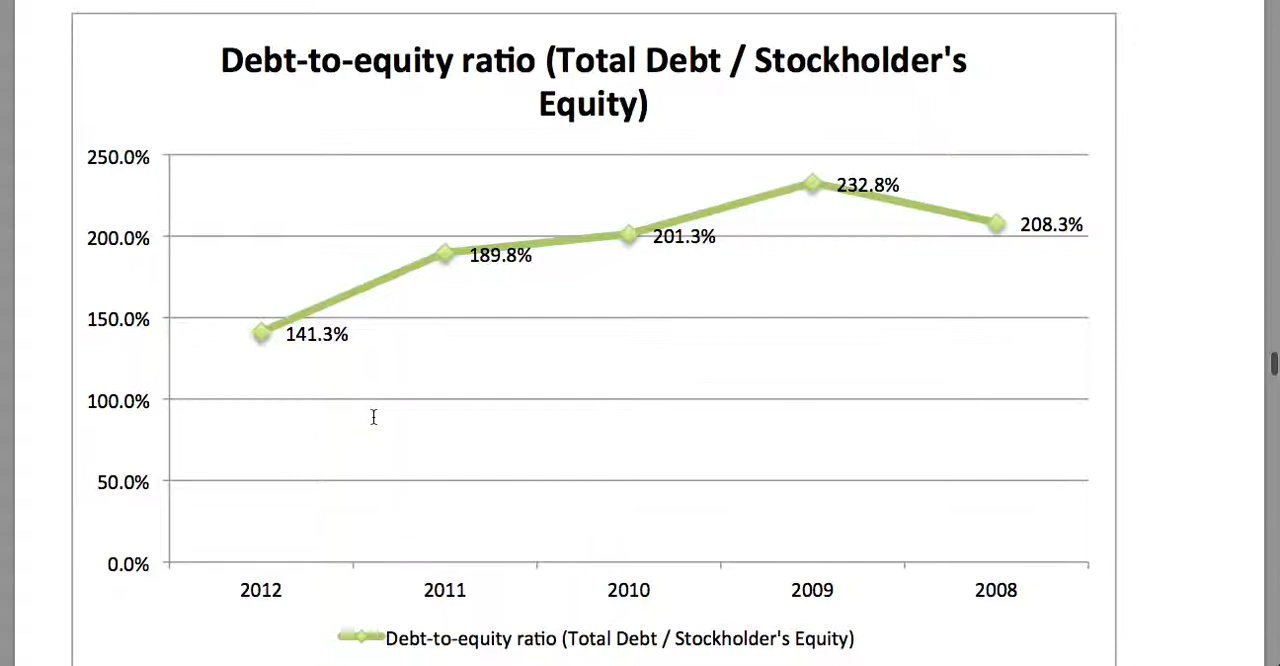 Debt-to-equity ratio (Total Debt / Stockholder's
Equity)
250.0%
200.0%
150.0%
100.0%
50.0%
0.0%
141.3%
189.8%
201.3%
232.8%
208.3%
2012 2011 2010 2009 2008
Debt-to-equity ratio (Total Debt / Stockholder's Equity)